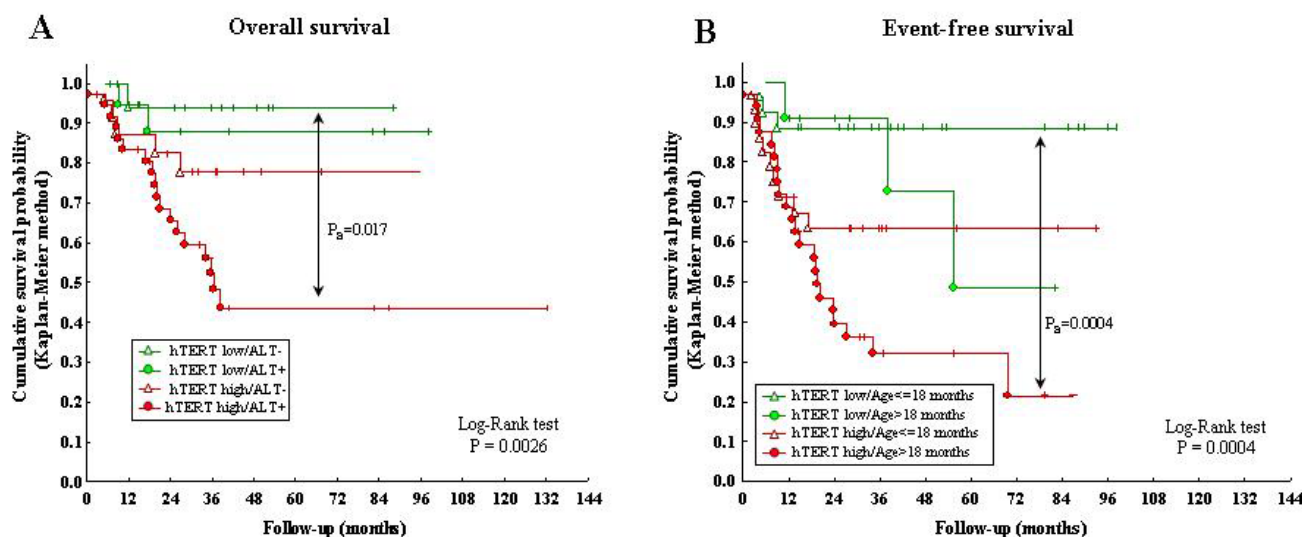 A
Overall survival
Cumulative survival probability
(Kaplan-Meier method)
1.0
0.9
0.8
0.7
0.6
0.5
0.4
0.3
0.2
0.1
0.0
Pa=0.017
hTERT low/ALT-
hTERT low/ALT+
hTERT high/ALT-
hTERT high/ALT+
Log-Rank test
P = 0.0026
0 12 24 36 48 60 72 84 96 108 120 132 144
Follow-up (months)
B
Event-free survival
Cumulative survival probability
(Kaplan-Meier method)
1.0
0.9
0.8
0.7
0.6
0.5
0.4
0.3
0.2
0.1
0.0
Pa=0.0004
hTERT low/Age<=18 months
hTERT low/Age>18 months
hTERT high/Age<=18 months
hTERT high/Age>18 months
Log-Rank test
P = 0.0004
0 12 24 36 48 60 72 84 96 108 120 132 144
Follow-up (months)